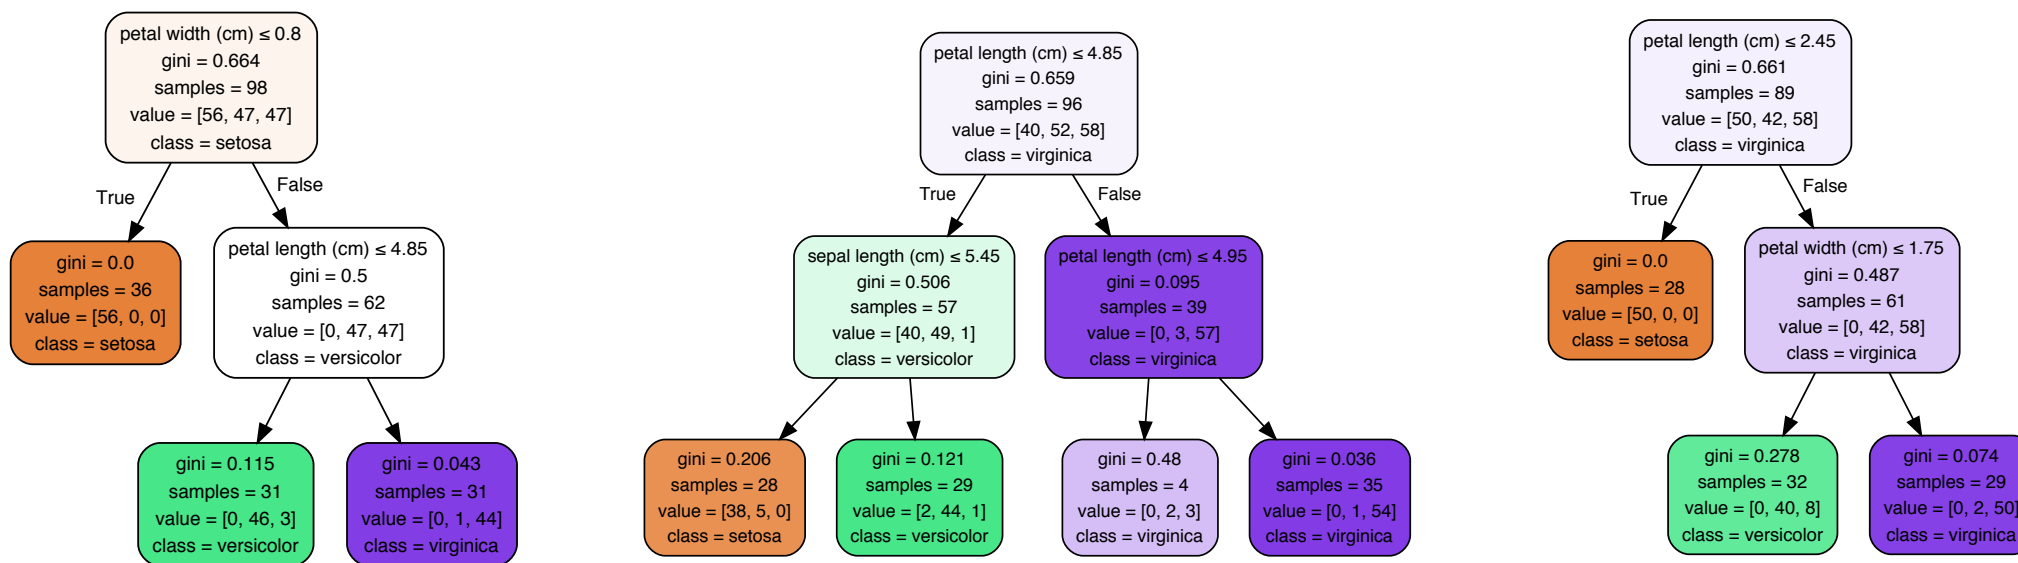 petal width (cm) ≤ 0.8
gini = 0.664
samples = 98
value = [56, 47, 47]
class = setosa
True
False
gini = 0.0
samples = 36
value = [56, 0, 0]
class = setosa
petal length (cm) ≤ 4.85
gini = 0.5
samples = 62
value = [0, 47, 47]
class = versicolor
gini = 0.115
samples = 31
value = [0, 46, 3]
class = versicolor
gini = 0.043
samples = 31
value = [0, 1, 44]
class = virginica
petal length (cm) ≤ 4.85
gini = 0.659
samples = 96
value = [40, 52, 58]
class = virginica
True
False
sepal length (cm) ≤ 5.45
gini = 0.506
samples = 57
value = [40, 49, 1]
class = versicolor
petal length (cm) ≤ 4.95
gini = 0.095
samples = 39
value = [0, 3, 57]
class = virginica
gini = 0.206
samples = 28
value = [38, 5, 0]
class = setosa
gini = 0.121
samples = 29
value = [2, 44, 1]
class = versicolor
gini = 0.48
samples = 4
value = [0, 2, 3]
class = virginica
gini = 0.036
samples = 35
value = [0, 1, 54]
class = virginica
petal length (cm) ≤ 2.45
gini = 0.661
samples = 89
value = [50, 42, 58]
class = virginica
True
False
gini = 0.0
samples = 28
value = [50, 0, 0]
class = setosa
petal width (cm) ≤ 1.75
gini = 0.487
samples = 61
value = [0, 42, 58]
class = virginica
gini = 0.278
samples = 32
value = [0, 40, 8]
class = versicolor
gini = 0.074
samples = 29
value = [0, 2, 50]
class = virginica